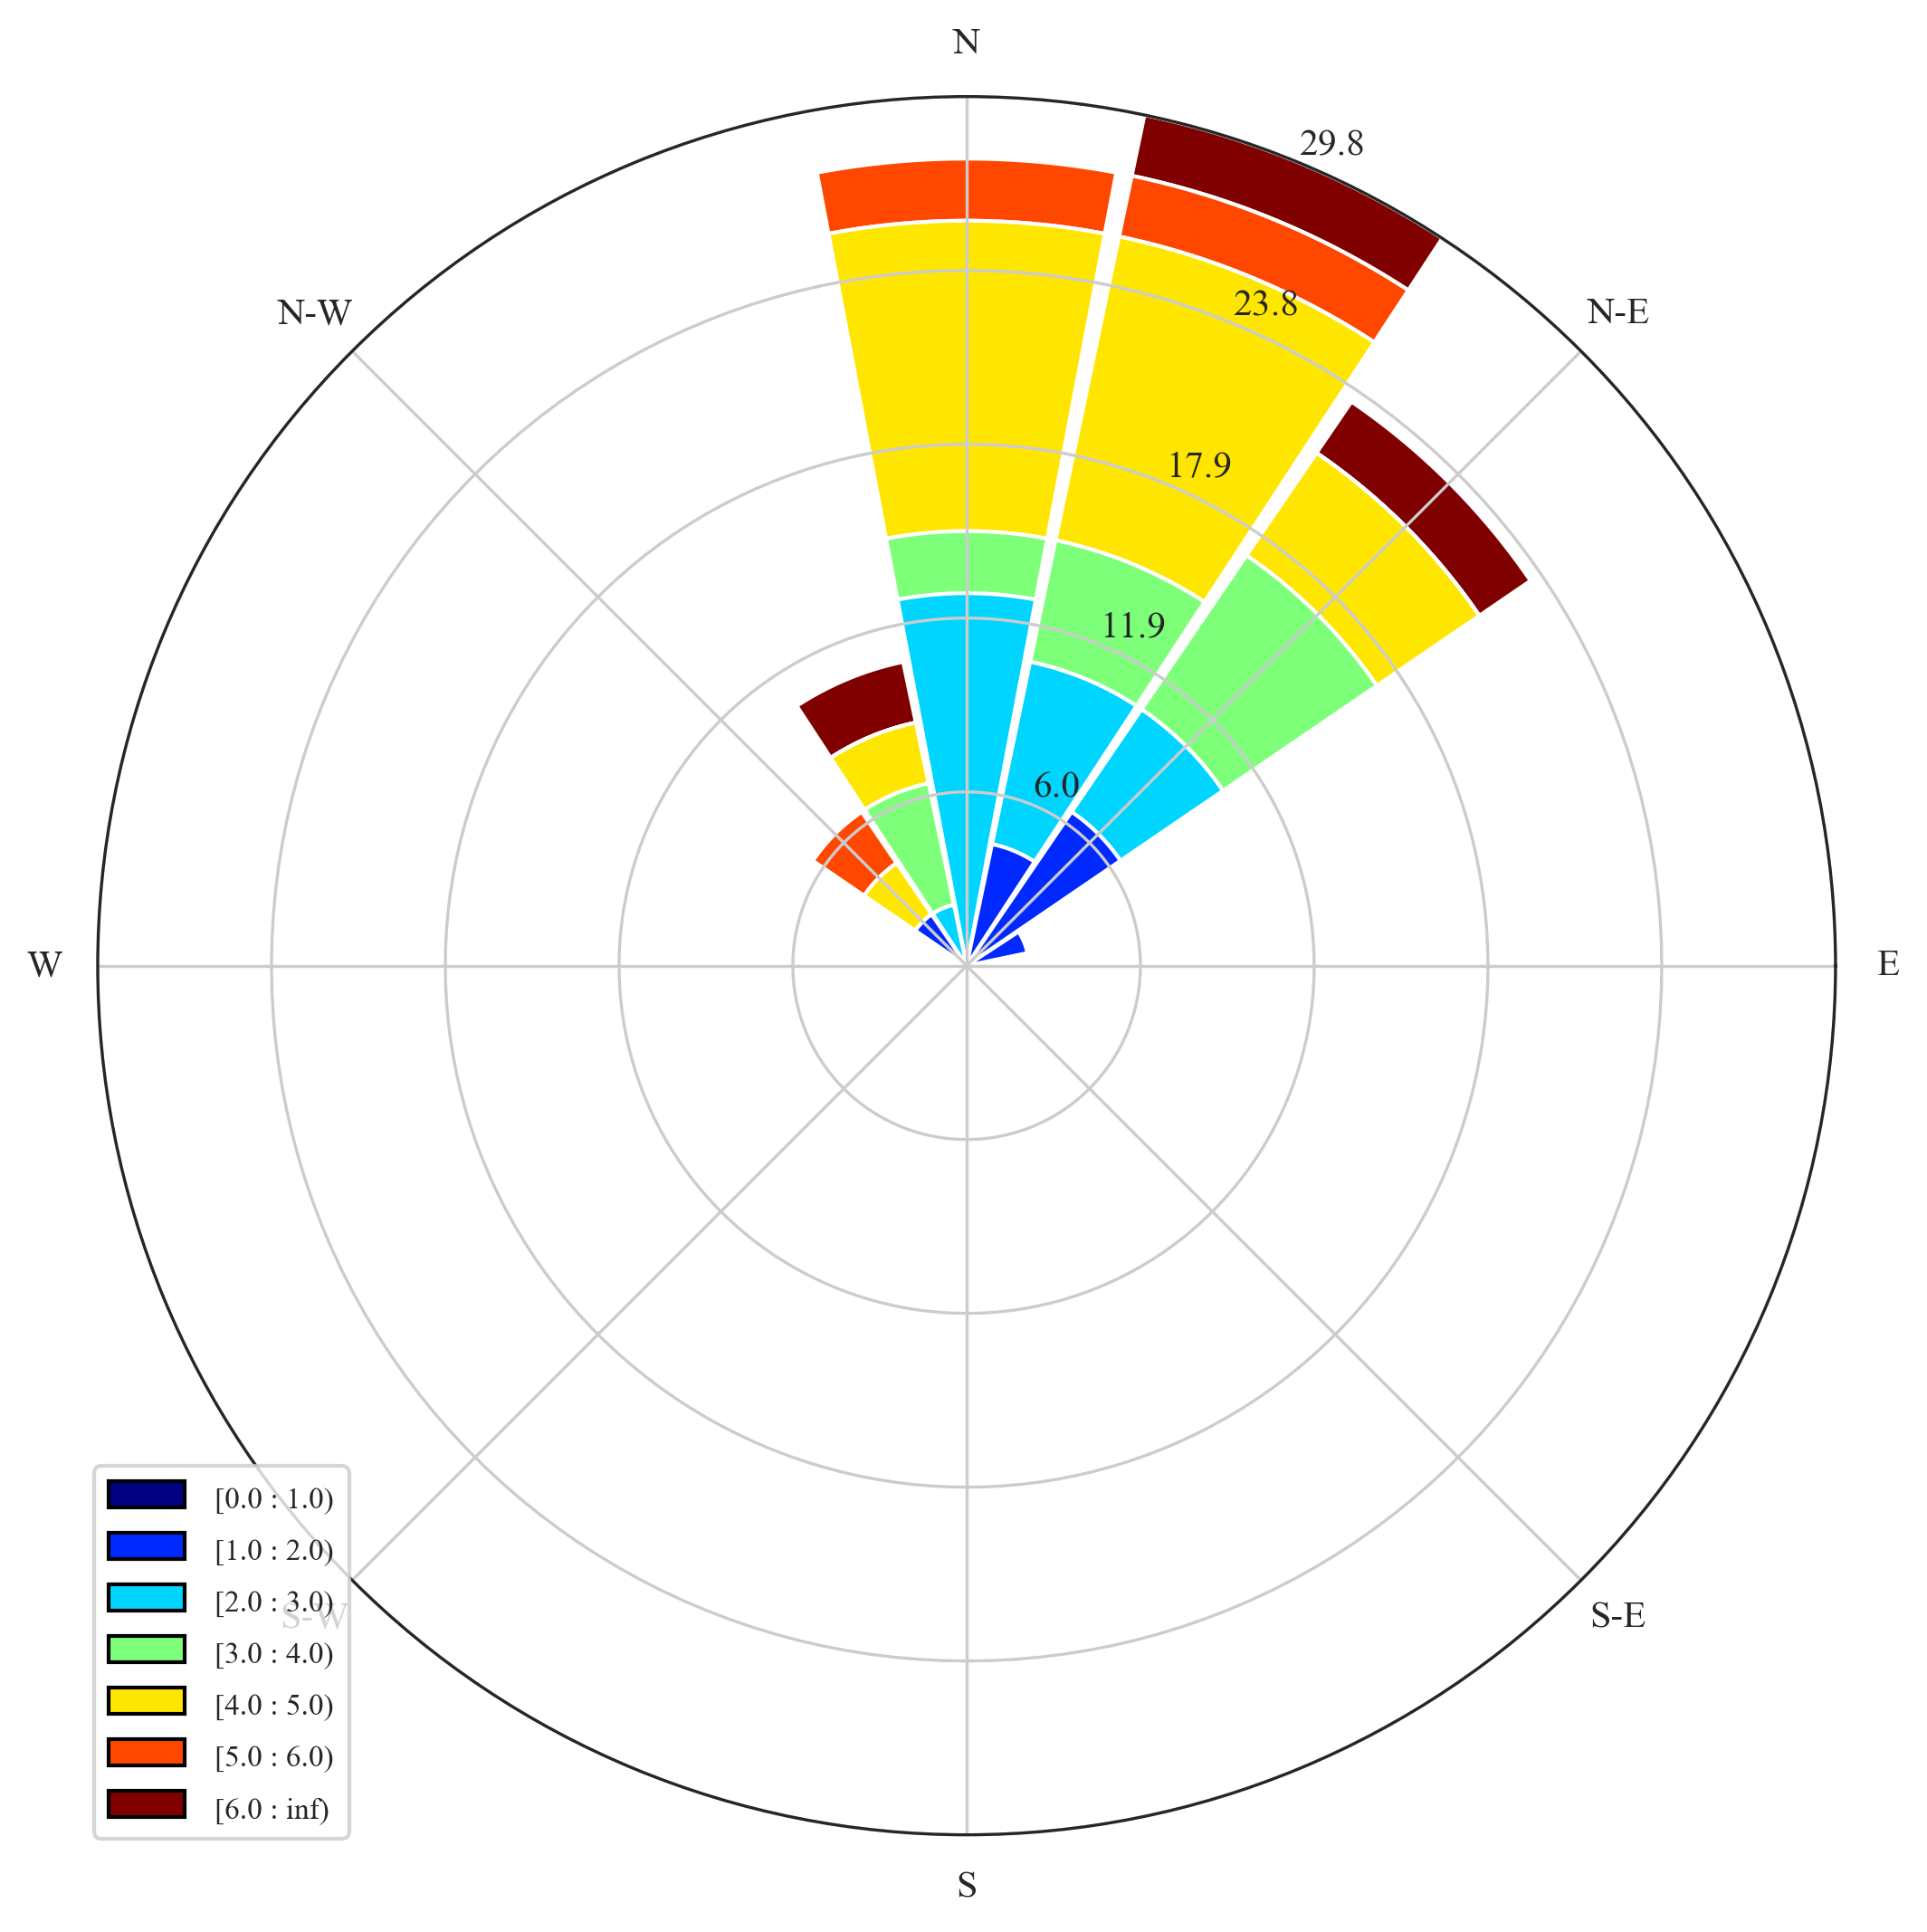 N
29.8
N-W
N-E
23.8
17.9
11.9
6.0
W
E
[0.0 : 1.0)
[1.0 : 2.0)
[2.0 : 3.0)
S-W
S-E
[3.0 : 4.0)
[4.0 : 5.0)
[5.0 : 6.0)
[6.0 : inf)
S